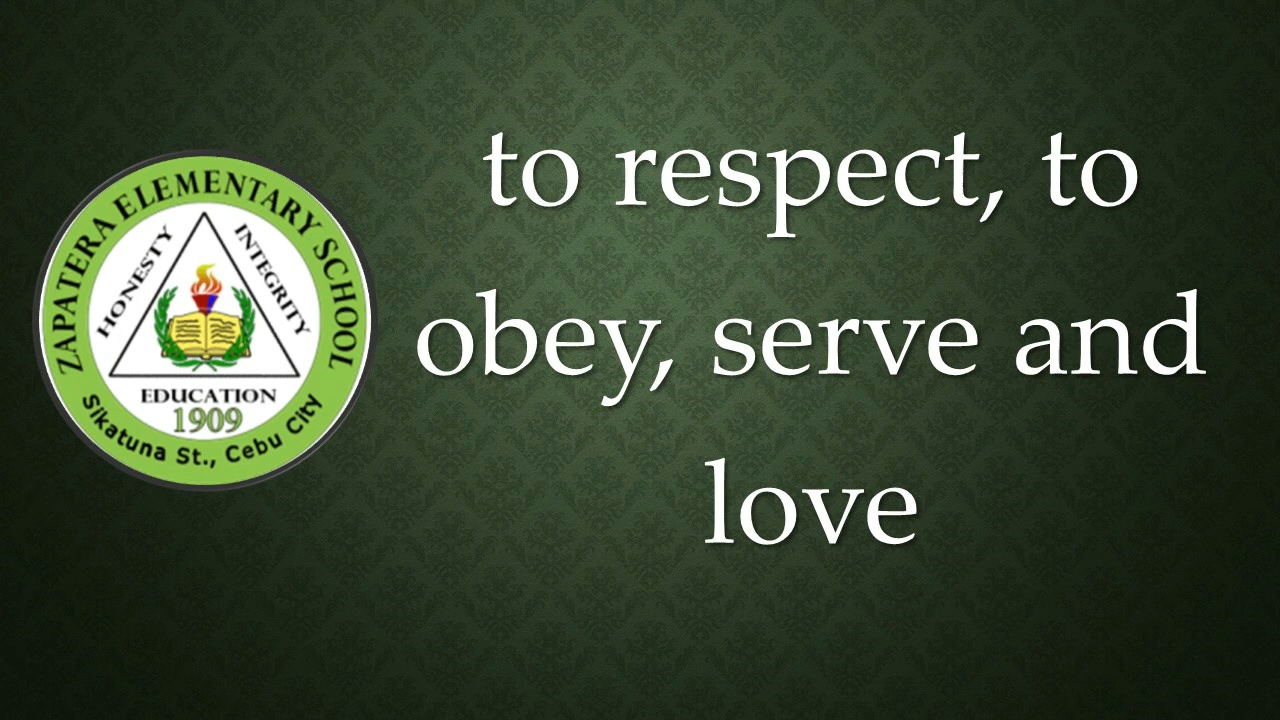 ZAPATERA ELEMENTARY SCHOOL
HONESTY
INTEGRITY
EDUCATION
1909
Sikatuna St., Cebu City
to respect, to
obey, serve and
love